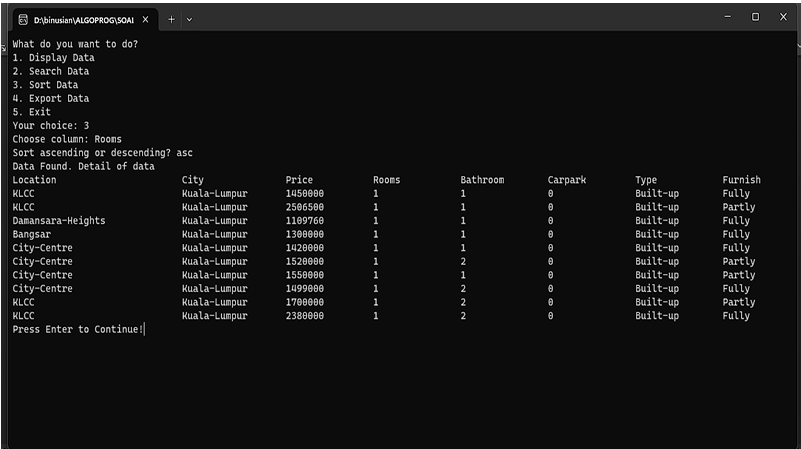 D:\binusian\ALGOPROG\SOAL
What do you want to do?
1. Display Data
2. Search Data
3. Sort Data
4. Export Data
5. Exit
Your choice: 3
Choose column: Rooms
Sort ascending or descending? asc
Data Found. Detail of data
Location City Price Rooms Bathroom Carpark Type Furnish
KLCC Kuala-Lumpur 1450000 1 1 0 Built-up Fully
KLCC Kuala-Lumpur 2506500 1 1 0 Built-up Partly
Damansara-Heights Kuala-Lumpur 1109760 1 1 0 Built-up Fully
Bangsar Kuala-Lumpur 1300000 1 1 0 Built-up Fully
City-Centre Kuala-Lumpur 1420000 1 1 0 Built-up Fully
City-Centre Kuala-Lumpur 1520000 1 2 0 Built-up Partly
City-Centre Kuala-Lumpur 1550000 1 1 0 Built-up Partly
City-Centre Kuala-Lumpur 1499000 1 2 0 Built-up Fully
KLCC Kuala-Lumpur 1700000 1 2 0 Built-up Partly
KLCC Kuala-Lumpur 2380000 1 2 0 Built-up Fully
Press Enter to Continue!